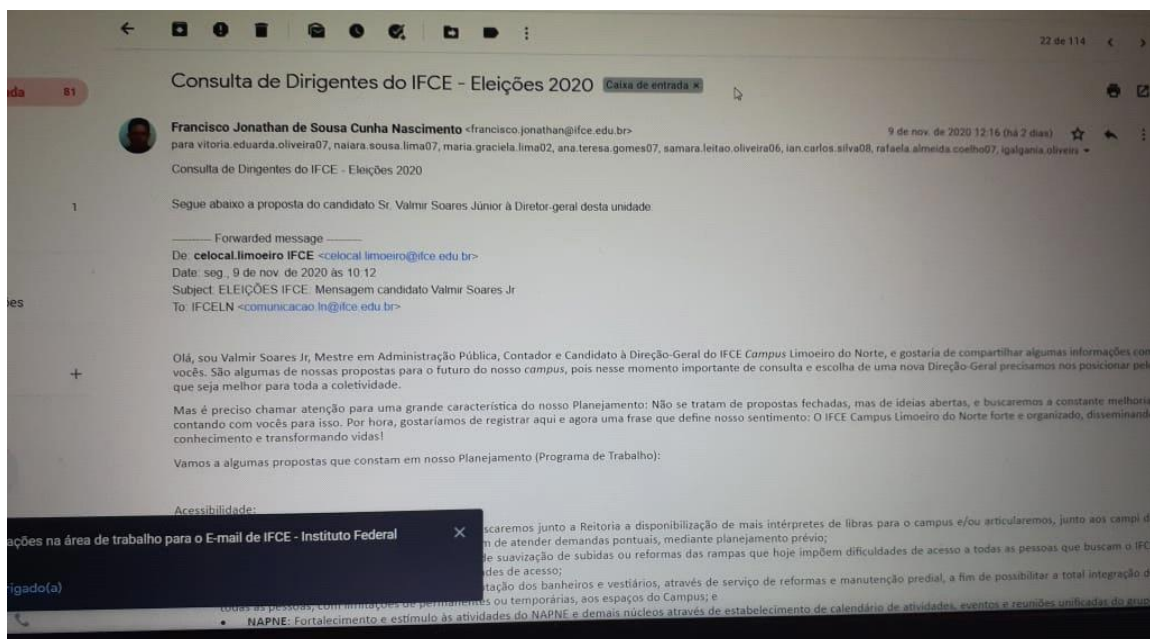 22 de 114
81
Consulta de Dirigentes do IFCE - Eleições 2020 Caixa de entrada ×
Francisco Jonathan de Sousa Cunha Nascimento <francisco.jonathan@ifce.edu.br>
9 de nov. de 2020 12:16 (há 2 dias)
para vitoria.eduarda.oliveira07, naiara.sousa.lima07, maria.graciela.lima02, ana.teresa.gomes07, samara.leitao.oliveira06, ian.carlos.silva08, rafaela.almeida.coelho07, igalgania.oliveira
Consulta de Dirigentes do IFCE - Eleições 2020
1
Segue abaixo a proposta do candidato Sr. Valmir Soares Júnior à Diretor-geral desta unidade.
---------- Forwarded message ----------
De: celocal.limoeiro IFCE <celocal.limoeiro@ifce.edu.br>
Date: seg., 9 de nov. de 2020 às 10:12
Subject: ELEIÇÕES IFCE: Mensagem candidato Valmir Soares Jr
To: IFCELN <comunicacao.ln@ifce.edu.br>
Olá, sou Valmir Soares Jr, Mestre em Administração Pública, Contador e Candidato à Direção-Geral do IFCE Campus Limoeiro do Norte, e gostaria de compartilhar algumas informações com
vocês. São algumas de nossas propostas para o futuro do nosso campus, pois nesse momento importante de consulta e escolha de uma nova Direção-Geral precisamos nos posicionar pelo
que seja melhor para toda a coletividade.
Mas é preciso chamar atenção para uma grande característica do nosso Planejamento: Não se tratam de propostas fechadas, mas de ideias abertas, e buscaremos a constante melhoria
contando com vocês para isso. Por hora, gostaríamos de registrar aqui e agora uma frase que define nosso sentimento: O IFCE Campus Limoeiro do Norte forte e organizado, disseminando
conhecimento e transformando vidas!
Vamos a algumas propostas que constam em nosso Planejamento (Programa de Trabalho):
Acessibilidade:
scaremos junto a Reitoria a disponibilização de mais intérpretes de libras para o campus e/ou articularemos, junto aos campi d
ações na área de trabalho para o E-mail de IFCE - Instituto Federal ×
m de atender demandas pontuais, mediante planejamento prévio;
de suavização de subidas ou reformas das rampas que hoje impõem dificuldades de acesso a todas as pessoas que buscam o IFC
des de acesso;
rigado(a)
tação dos banheiros e vestiários, através de serviço de reformas e manutenção predial, a fim de possibilitar a total integração d
todas as pessoas, com limitações de permanentes ou temporárias, aos espaços do Campus; e
• NAPNE: Fortalecimento e estímulo às atividades do NAPNE e demais núcleos através de estabelecimento de calendário de atividades, eventos e reuniões unificadas do grup